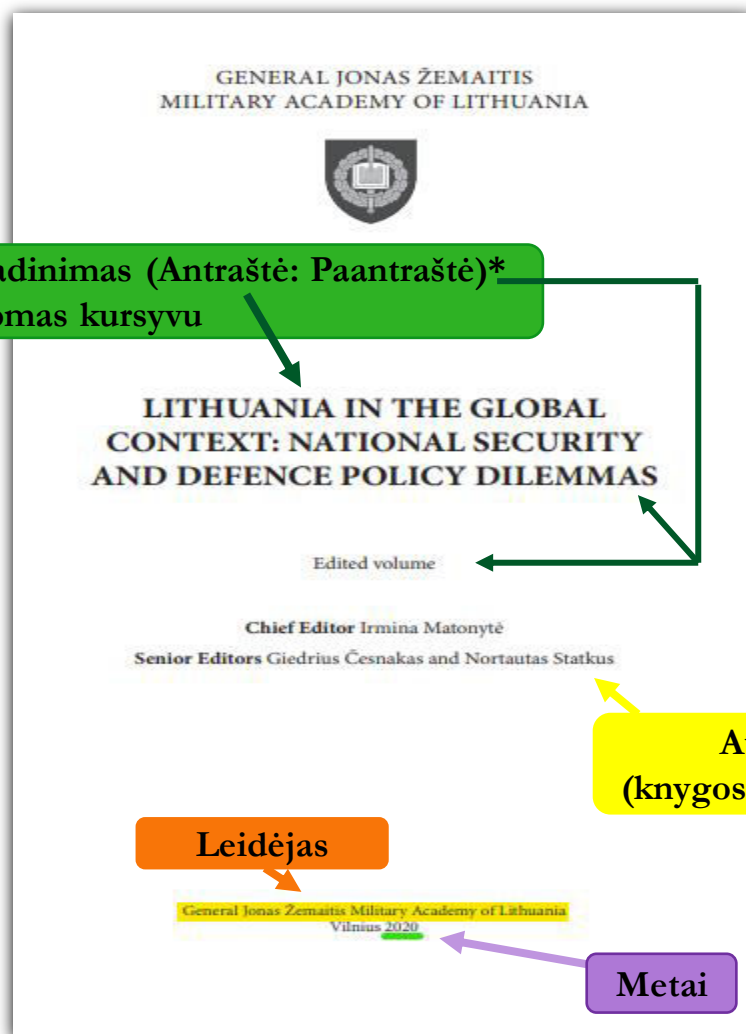 GENERAL JONAS ŽEMAITIS
MILITARY ACADEMY OF LITHUANIA
(Antraštė: Paantraštė)*
kursyvu
LITHUANIA IN THE GLOBAL
CONTEXT: NATIONAL SECURITY
AND DEFENCE POLICY DILEMMAS
Edited volume
Chief Editor Irmina Matonytė
Senior Editors Giedrius Česnakas and Nortautas Statkus
(knygos
Leidėjas
General Jonas Žemaitis Military Academy of Lithuania
Vilnius 2020
Metai